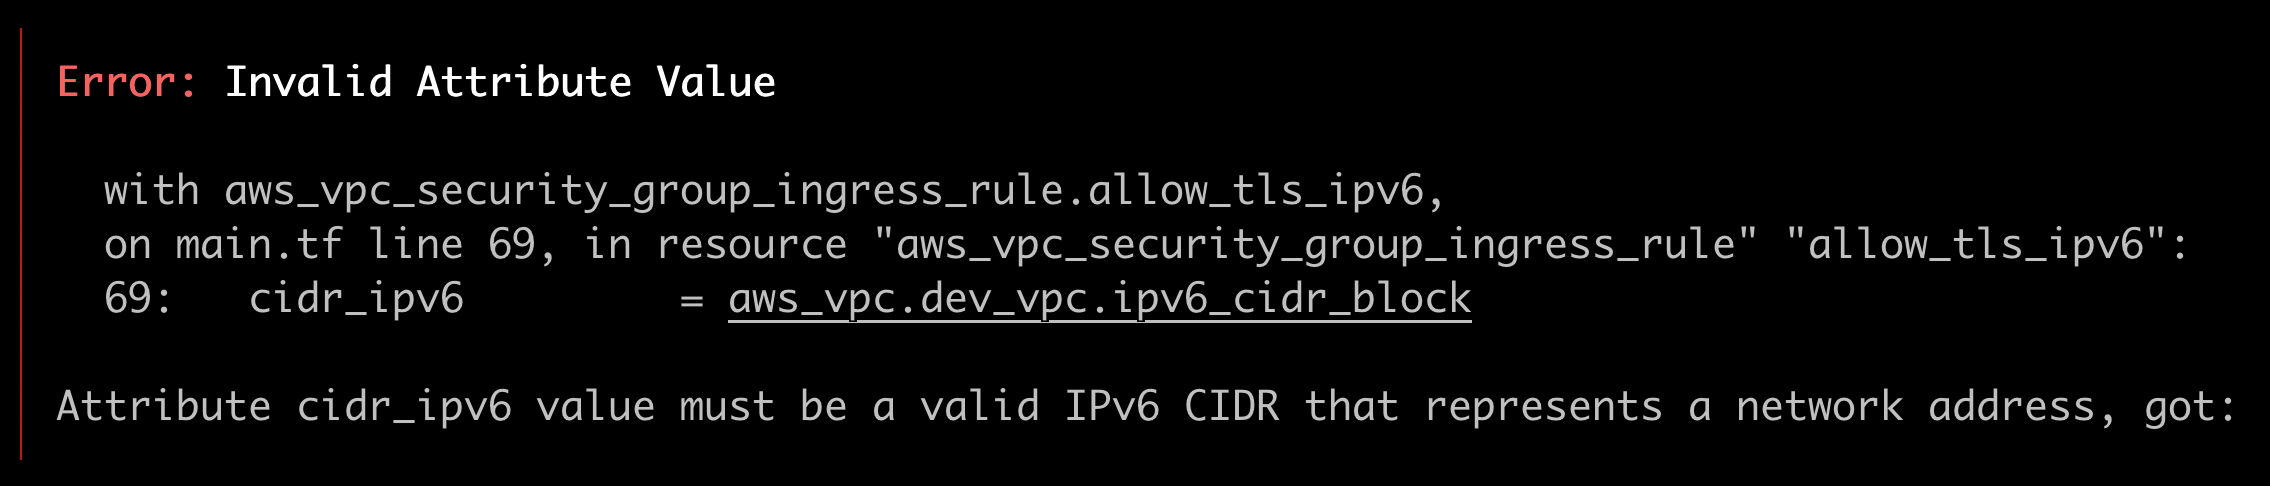 Error: Invalid Attribute Value
with aws_vpc_security_group_ingress_rule.allow_tls_ipv6,
on main.tf line 69, in resource "aws_vpc_security_group_ingress_rule" "allow_tls_ipv6":
69:   cidr_ipv6         = aws_vpc.dev_vpc.ipv6_cidr_block
Attribute cidr_ipv6 value must be a valid IPv6 CIDR that represents a network address, got: